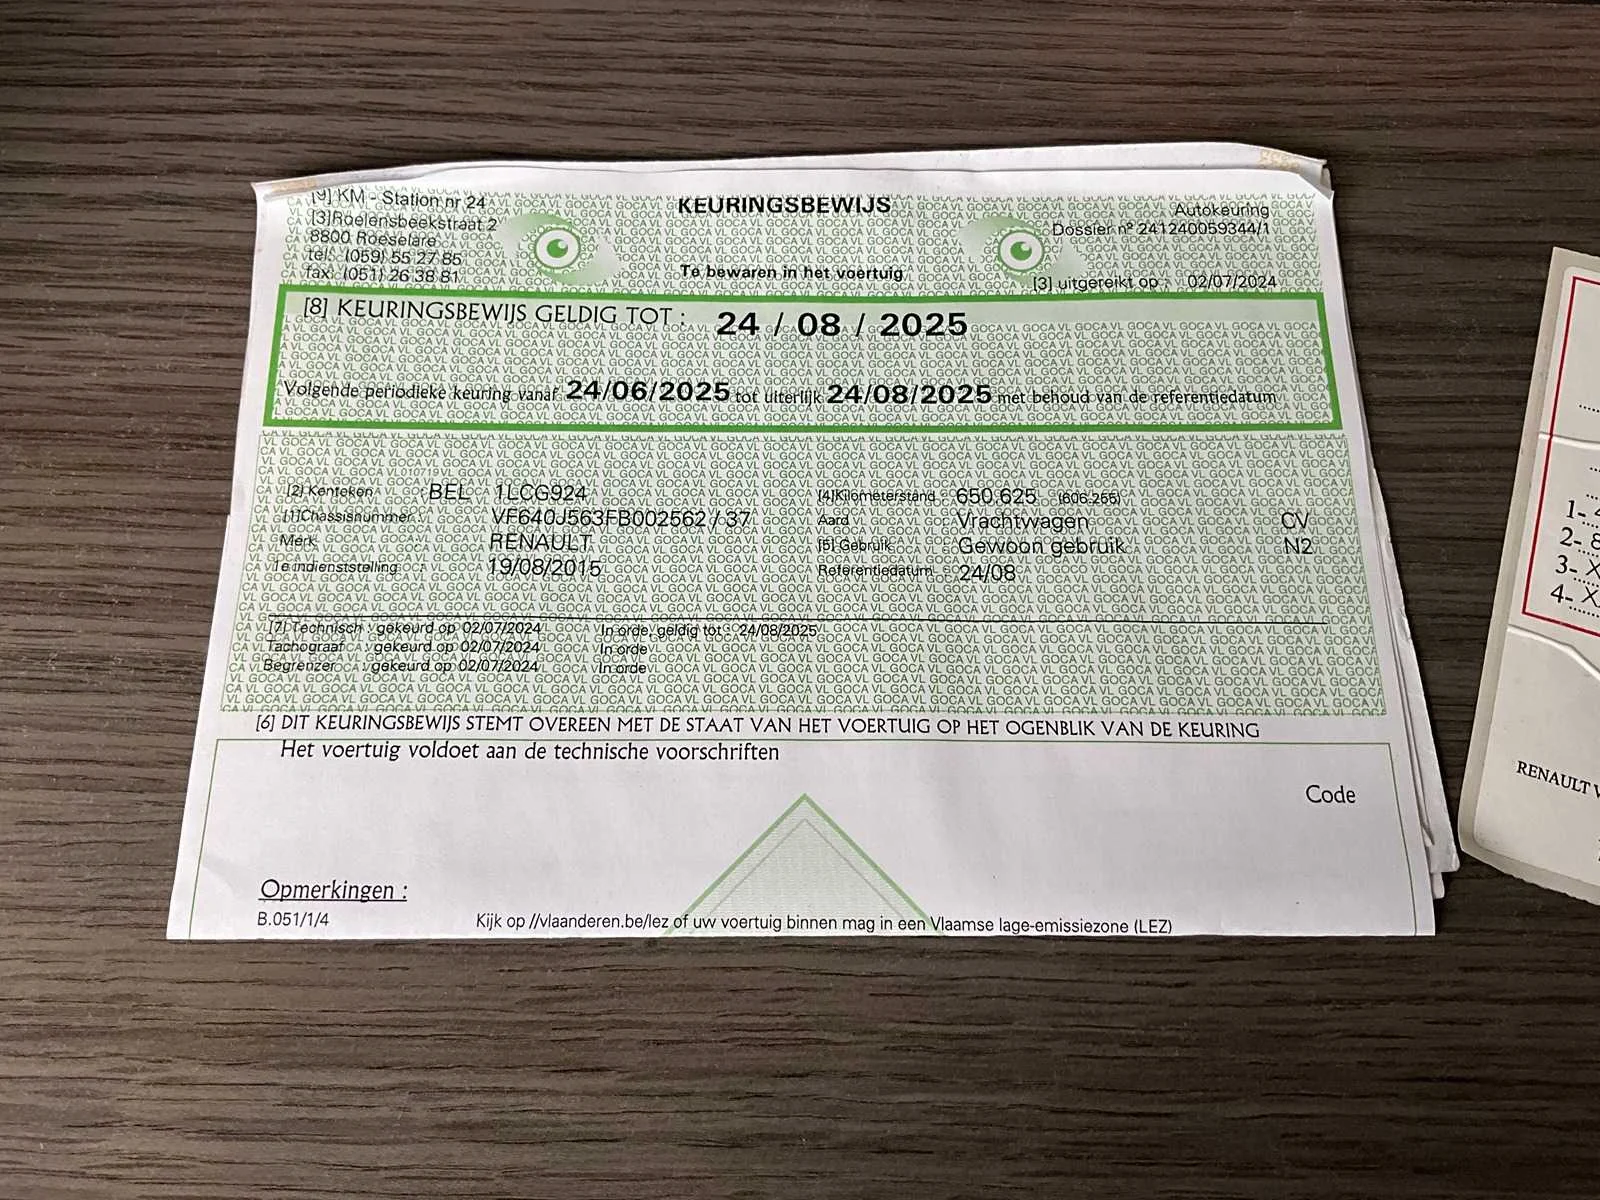 [9] KM - Station nr 24
[3]Roelensbeekstraat 2
8800 Roeselare
tel: (059) 55 27 85
fax: (051) 26 38 81
KEURINGSBEWIJS
Te bewaren in het voertuig
Autokeuring
Dossier n° 241240059344/1
[3] uitgereikt op : 02/07/2024
[8] KEURINGSBEWIJS GELDIG TOT : 24 / 08 / 2025
Volgende periodieke keuring vanaf 24/06/2025 tot uiterlijk 24/08/2025 met behoud van de referentiedatum
[2] Kenteken : BEL 1LCG924
[1]Chassisnummer : VF640J563FB002562 / 37
Merk : RENAULT
1e indienststelling : 19/08/2015
[4]Kilometerstand : 650.625 (606.255)
Aard : Vrachtwagen CV
[5] Gebruik : Gewoon gebruik N2
Referentiedatum : 24/08
[7] Technisch : gekeurd op 02/07/2024 In orde, geldig tot : 24/08/2025
Tachograaf : gekeurd op 02/07/2024 In orde
Begrenzer : gekeurd op 02/07/2024 In orde
[6] DIT KEURINGSBEWIJS STEMT OVEREEN MET DE STAAT VAN HET VOERTUIG OP HET OGENBLIK VAN DE KEURING
Het voertuig voldoet aan de technische voorschriften
Code
Opmerkingen :
B.051/1/4
Kijk op //vlaanderen.be/lez of uw voertuig binnen mag in een Vlaamse lage-emissiezone (LEZ)
1-
2-
3- X
4- X
RENAULT